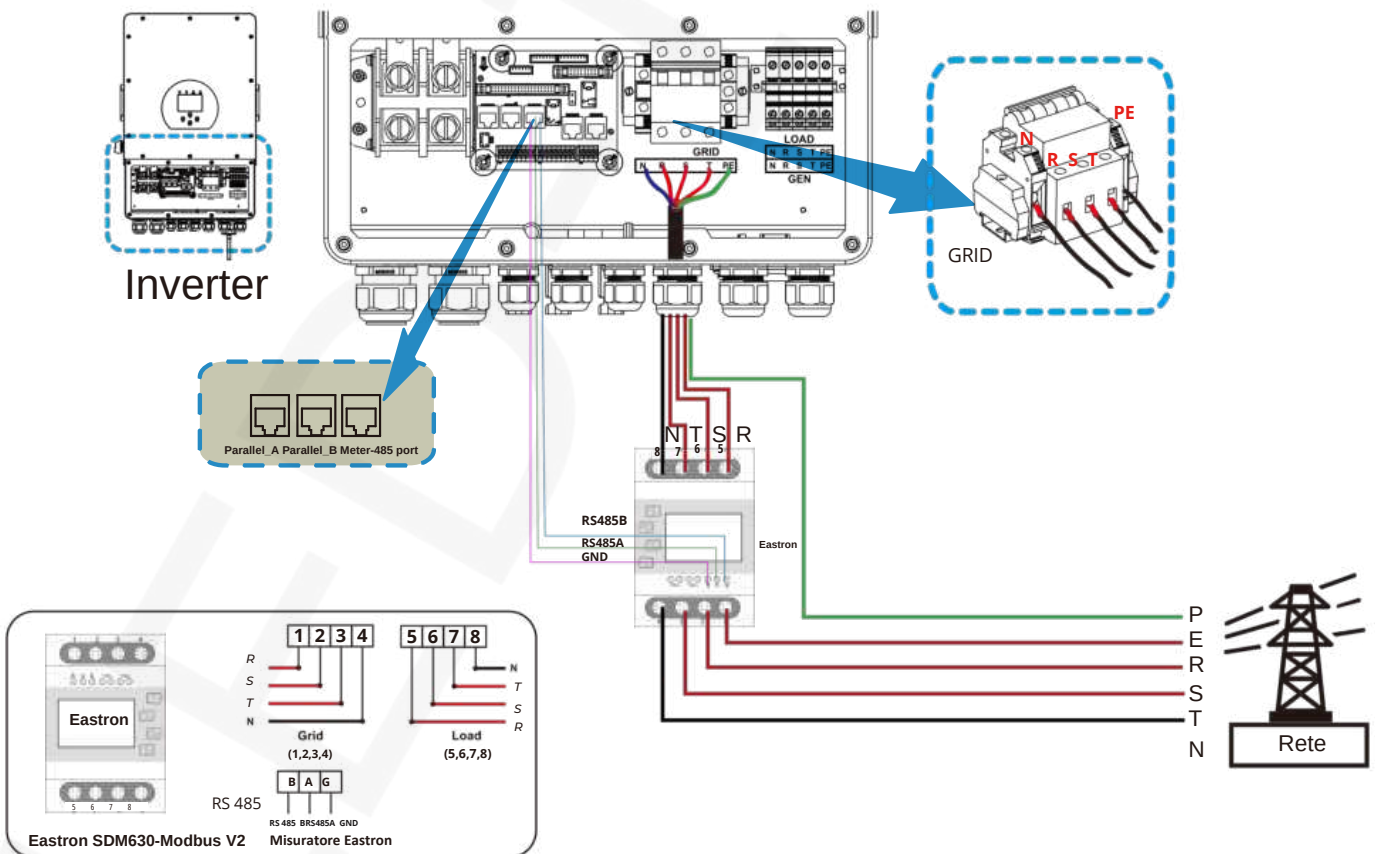 LOAD
GRID
N R S T PE
N R S T PE
N R S T PE
GEN
N
PE
R S T
GRID
Inverter
Parallel_A Parallel_B Meter-485 port
N T S R
8 7 6 5
RS485B
RS485A
GND
Eastron
P
E
R
S
T
N
Rete
1 2 3 4
5 6 7 8
R
S
T
N
N
T
S
R
Grid
(1,2,3,4)
Load
(5,6,7,8)
Eastron
5 6 7 8
B A G
RS 485
RS 485 BRS485A GND
Eastron SDM630-Modbus V2
Misuratore Eastron